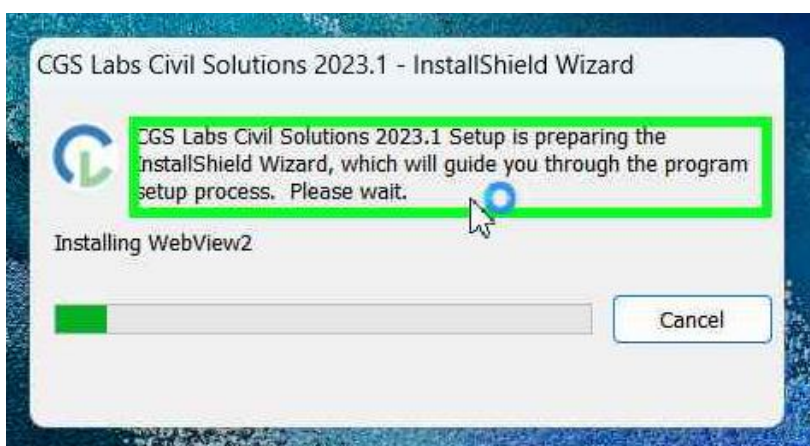 CGS Labs Civil Solutions 2023.1 - InstallShield Wizard
CGS Labs Civil Solutions 2023.1 Setup is preparing the
InstallShield Wizard, which will guide you through the program
setup process. Please wait.
Installing WebView2
Cancel